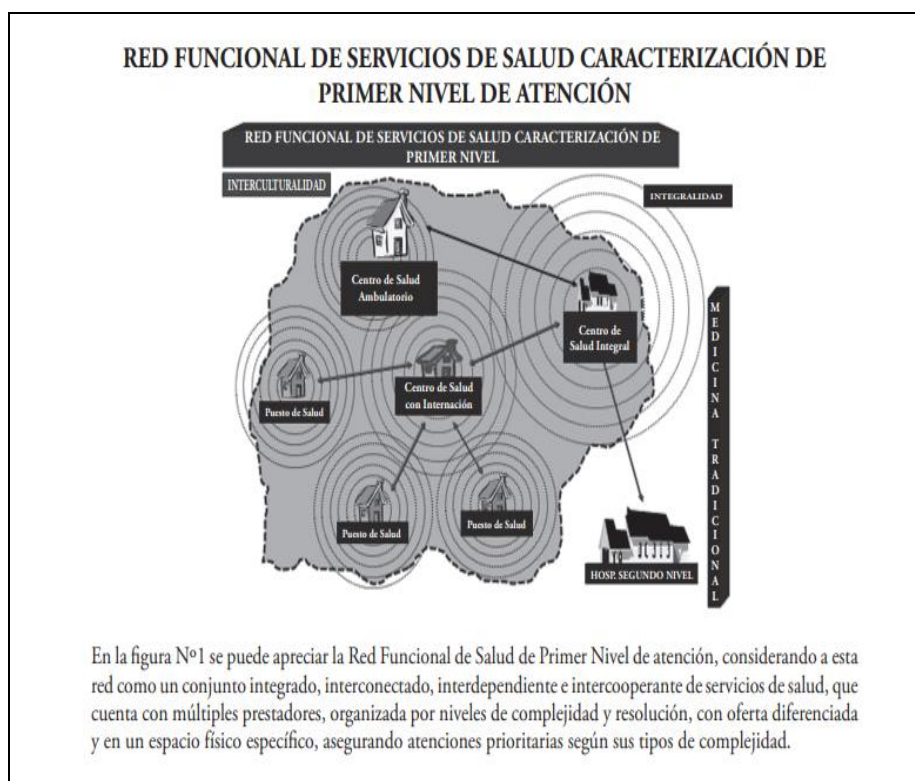 RED FUNCIONAL DE SERVICIOS DE SALUD CARACTERIZACIÓN DE
PRIMER NIVEL DE ATENCIÓN
RED FUNCIONAL DE SERVICIOS DE SALUD CARACTERIZACIÓN DE
PRIMER NIVEL
INTERCULTURALIDAD
INTEGRALIDAD
Centro de Salud
Ambulatorio
Centro de
Salud Integral
Centro de Salud
con Internación
Puesto de Salud
Puesto de Salud
Puesto de Salud
HOSP. SEGUNDO NIVEL
MEDICINA TRADICIONAL
En la figura Nº1 se puede apreciar la Red Funcional de Salud de Primer Nivel de atención, considerando a esta
red como un conjunto integrado, interconectado, interdependiente e intercooperante de servicios de salud, que
cuenta con múltiples prestadores, organizada por niveles de complejidad y resolución, con oferta diferenciada
y en un espacio físico específico, asegurando atenciones prioritarias según sus tipos de complejidad.